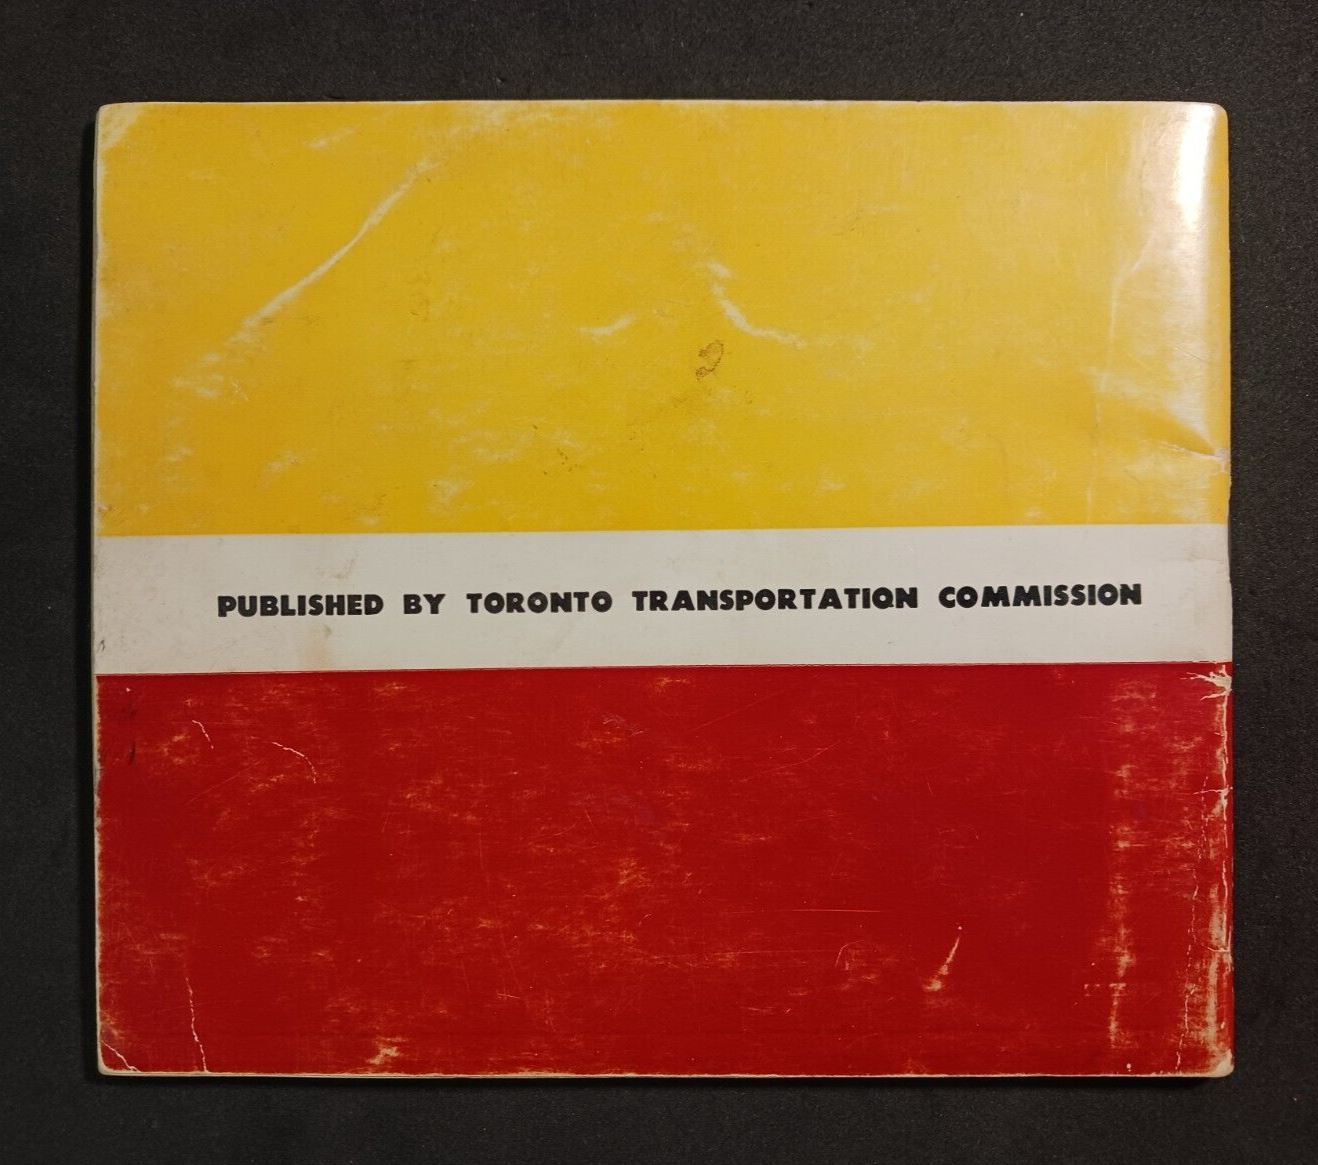 PUBLISHED BY TORONTO TRANSPORTATION COMMISSION